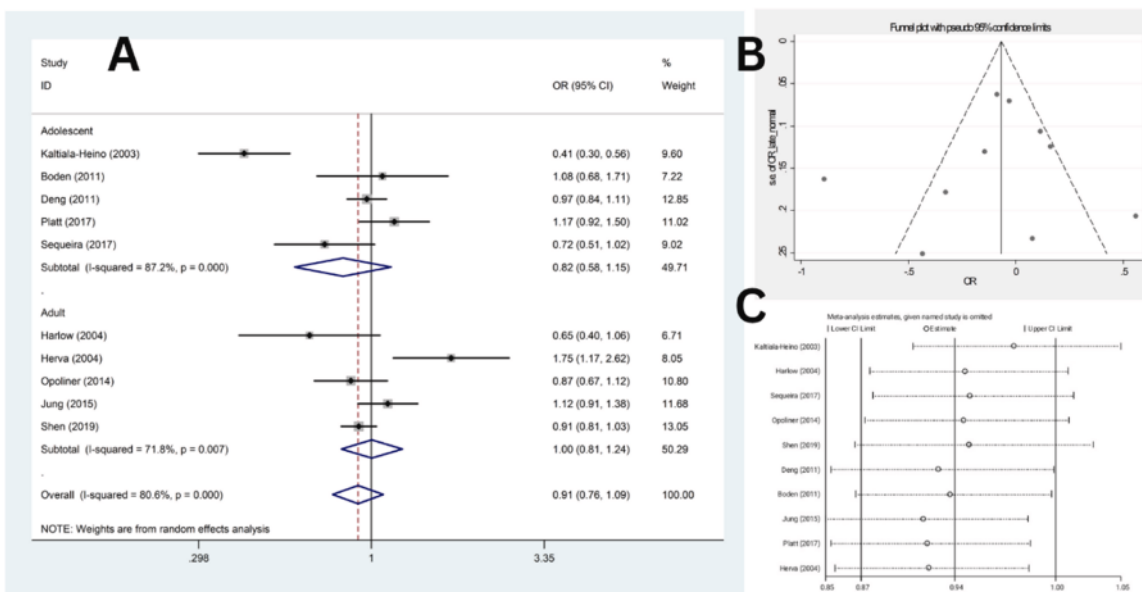 A
Study %
ID OR (95% CI) Weight
Adolescent
Kaltiala-Heino (2003) 0.41 (0.30, 0.56) 9.60
Boden (2011) 1.08 (0.68, 1.71) 7.22
Deng (2011) 0.97 (0.84, 1.11) 12.85
Platt (2017) 1.17 (0.92, 1.50) 11.02
Sequeira (2017) 0.72 (0.51, 1.02) 9.02
Subtotal (I-squared = 87.2%, p = 0.000) 0.82 (0.58, 1.15) 49.71
.
Adult
Harlow (2004) 0.65 (0.40, 1.06) 6.71
Herva (2004) 1.75 (1.17, 2.62) 8.05
Opoliner (2014) 0.87 (0.67, 1.12) 10.80
Jung (2015) 1.12 (0.91, 1.38) 11.68
Shen (2019) 0.91 (0.81, 1.03) 13.05
Subtotal (I-squared = 71.8%, p = 0.007) 1.00 (0.81, 1.24) 50.29
.
Overall (I-squared = 80.6%, p = 0.000) 0.91 (0.76, 1.09) 100.00
NOTE: Weights are from random effects analysis
.298 1 3.35
B
Funnel plot with pseudo 95% confidence limits
s.e. of OR_late_normal
0
.05
.1
.15
.2
.25
-1 -.5 0 .5
OR
C
Meta-analysis estimates, given named study is omitted
Lower CI Limit Estimate Upper CI Limit
Kaltiala-Heino (2003)
Harlow (2004)
Sequeira (2017)
Opoliner (2014)
Shen (2019)
Deng (2011)
Boden (2011)
Jung (2015)
Platt (2017)
Herva (2004)
0.85 0.87 0.94 1.00 1.05